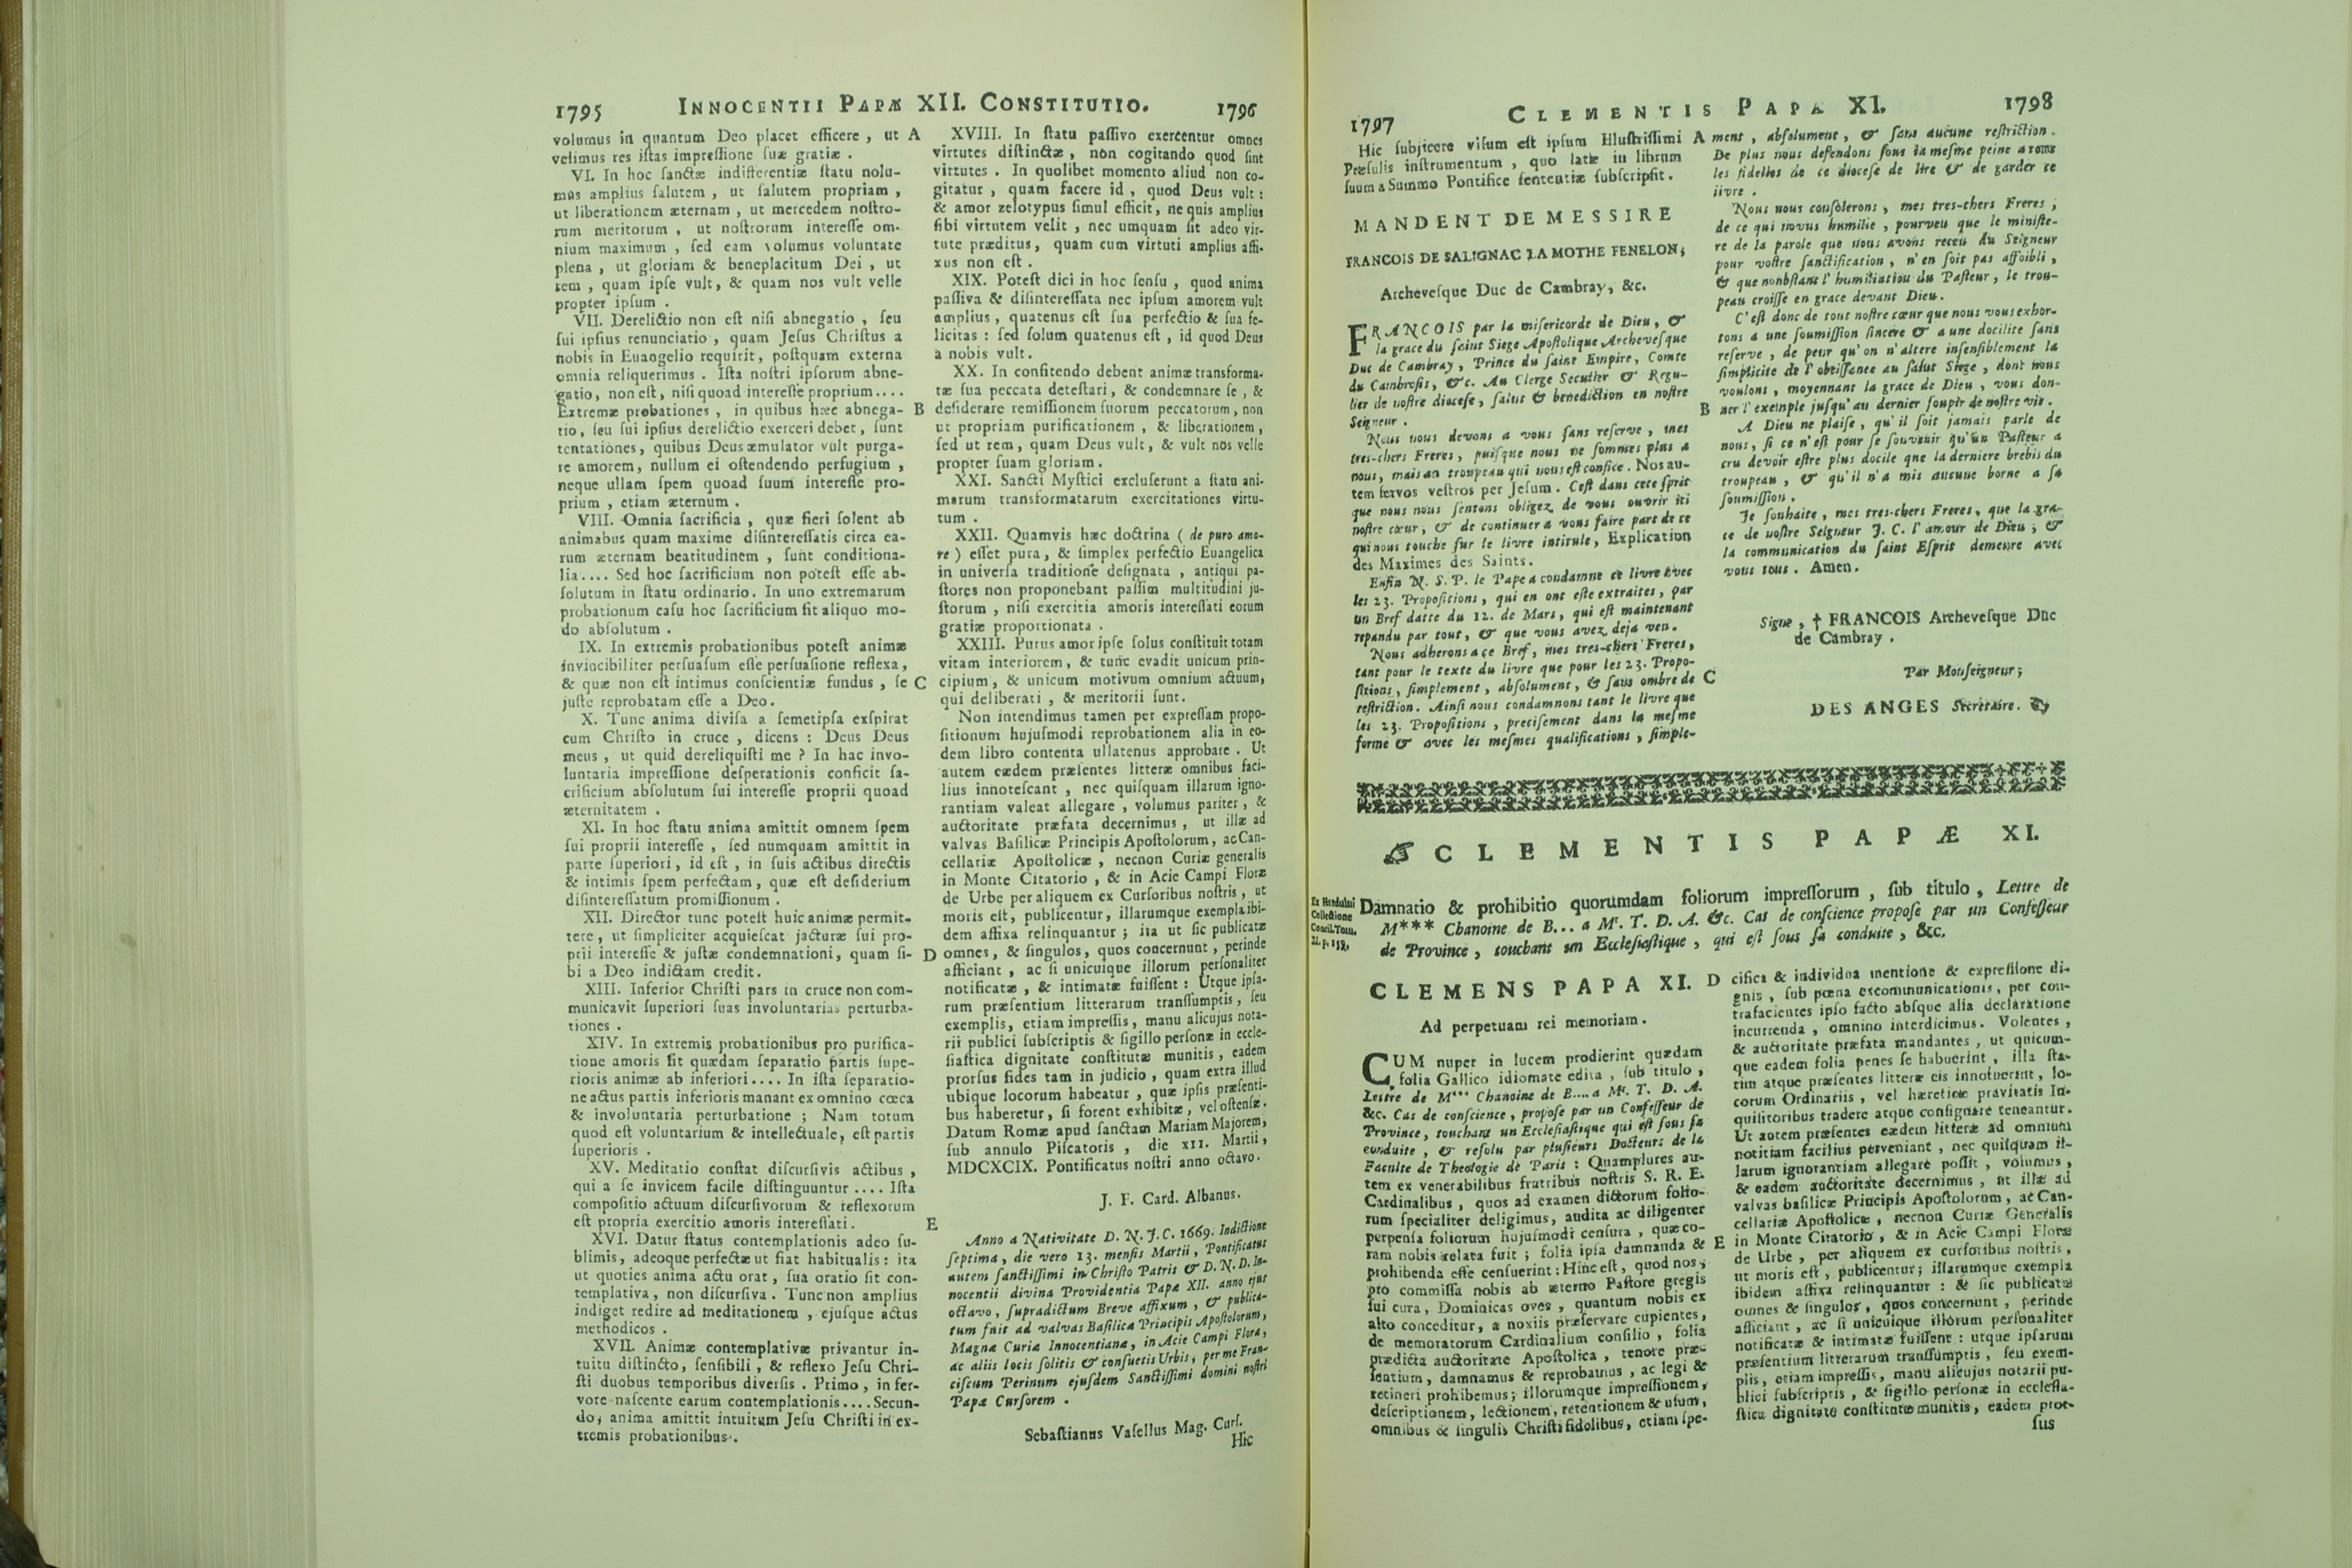 1795 INNOCENTII PAPÆ XII. CONSTITUTIO. 1796
volumus in quantum Deo placet efficere , ut A
velimus res iſtas impreſſione ſuæ gratiæ .
VI. In hoc ſanctæ indifferentiæ ſtatu nolu-
mus amplius ſalutem , ut ſalutem propriam ,
ut liberationem æternam , ut mercedem noſtro-
rum meritorum , ut noſtrorum intereſſe om-
nium maximum , ſed eam volumus voluntate
plena , ut gloriam & beneplacitum Dei , ut
rem , quam ipſe vult, & quam nos vult velle
propter ipſum .
VII. Derelictio non eſt niſi abnegatio , ſeu
ſui ipſius renunciatio , quam Jeſus Chriſtus a
nobis in Euangelio requirit, poſtquam externa
omnia reliquerimus . Iſta noſtri ipſorum abne-
gatio, non eſt, niſi quoad intereſſe proprium....
Extremæ probationes , in quibus hæc abnega- B
tio, ſeu ſui ipſius derelictio exerceri debet, ſunt
tentationes, quibus Deus æmulator vult purga-
re amorem, nullum ei oſtendendo perfugium ,
neque ullam ſpem quoad ſuum intereſſe pro-
prium , etiam æternum .
VIII. Omnia ſacrificia , quæ fieri ſolent ab
animabus quam maxime diſintereſſatis circa ea-
rum æternam beatitudinem , ſunt conditiona-
lia.... Sed hoc ſacrificium non poteſt eſſe ab-
ſolutum in ſtatu ordinario. In uno extremarum
probationum caſu hoc ſacrificium fit aliquo mo-
do abſolutum .
IX. In extremis probationibus poteſt animæ
invincibiliter perſuaſum eſſe perſuaſione reflexa,
& quæ non eſt intimus conſcientiæ fundus , ſe C
juſte reprobatam eſſe a Deo.
X. Tunc anima diviſa a ſemetipſa exſpirat
cum Chriſto in cruce , dicens : Deus Deus
meus , ut quid dereliquiſti me ? In hac invo-
luntaria impreſſione deſperationis conficit ſa-
crificium abſolutum ſui intereſſe proprii quoad
æternitatem .
XI. In hoc ſtatu anima amittit omnem ſpem
ſui proprii intereſſe , ſed numquam amittit in
parte ſuperiori, id eſt , in ſuis actibus directis
& intimis ſpem perfectam, quæ eſt deſiderium
diſintereſſatum promiſſionum .
XII. Director tunc poteſt huic animæ permit-
tere, ut ſimpliciter acquieſcat jacturæ ſui pro-
prii intereſſe & juſtæ condemnationi, quam ſi- D
bi a Deo indictam credit.
XIII. Inferior Chriſti pars in cruce non com-
municavit ſuperiori ſuas involuntarias perturba-
tiones .
XIV. In extremis probationibus pro purifica-
tione amoris fit quædam ſeparatio partis ſupe-
rioris animæ ab inferiori.... In iſta ſeparatio-
ne actus partis inferioris manant ex omnino cœca
& involuntaria perturbatione ; Nam totum
quod eſt voluntarium & intellectuale, eſt partis
ſuperioris .
XV. Meditatio conſtat diſcurſivis actibus ,
qui a ſe invicem facile diſtinguuntur .... Iſta
compoſitio actuum diſcurſivorum & reflexorum
eſt propria exercitio amoris intereſſati. E
XVI. Datur ſtatus contemplationis adeo ſu-
blimis, adeoque perfectæ ut fiat habitualis : ita
ut quoties anima actu orat , ſua oratio ſit con-
templativa, non diſcurſiva . Tunc non amplius
indiget redire ad meditationem , ejuſque actus
methodicos .
XVII. Animæ contemplativæ privantur in-
tuitu diſtincto, ſenſibili , & reflexo Jeſu Chri-
ſti duobus temporibus diverſis . Primo , in fer-
vore naſcente earum contemplationis .... Secun-
do, anima amittit intuitum Jeſu Chriſti in ex-
tremis probationibus .
XVIII. In ſtatu paſſivo exercentur omnes
virtutes diſtinctæ , non cogitando quod ſint
virtutes . In quolibet momento aliud non co-
gitatur , quam facere id , quod Deus vult :
& amor zelotypus ſimul efficit, ne quis amplius
ſibi virtutem velit , nec umquam ſit adeo vir-
tute præditus, quam cum virtuti amplius affi-
xus non eſt .
XIX. Poteſt dici in hoc ſenſu , quod anima
paſſiva & diſintereſſata nec ipſum amorem vult
amplius , quatenus eſt ſua perfectio & ſua fe-
licitas : ſed ſolum quatenus eſt , id quod Deus
a nobis vult.
XX. In confitendo debent animæ transforma-
tæ ſua peccata deteſtari, & condemnare ſe , &
deſiderare remiſſionem ſuorum peccatorum, non
ut propriam purificationem , & liberationem ,
ſed ut rem , quam Deus vult, & vult nos velle
propter ſuam gloriam.
XXI. Sancti Myſtici excluſerunt a ſtatu ani-
marum transformatarum exercitationes virtu-
tum .
XXII. Quamvis hæc doctrina ( de puro amo-
re ) eſſet pura , & ſimplex perfectio Euangelica
in univerſa traditione deſignata , antiqui pa-
ſtores non proponebant paſſim multitudini ju-
ſtorum , niſi exercitia amoris intereſſati eorum
gratiæ proportionata .
XXIII. Purus amor ipſe ſolus conſtituit totam
vitam interiorem, & tunc evadit unicum prin-
cipium , & unicum motivum omnium actuum,
qui deliberati , & meritorii ſunt.
Non intendimus tamen per expreſſam propo-
ſitionum hujuſmodi reprobationem alia in eo-
dem libro contenta ullatenus approbare . Ut
autem eædem præſentes litteræ omnibus faci-
lius innoteſcant , nec quiſquam illarum igno-
rantiam valeat allegare , volumus pariter , &
auctoritate præfata decernimus , ut illæ ad
valvas Baſilicæ Principis Apoſtolorum, ac Can-
cellariæ Apoſtolicæ , necnon Curiæ generalis
in Monte Citatorio , & in Acie Campi Floræ
de Urbe per aliquem ex Curſoribus noſtris, ut
moris eſt, publicentur, illarumque exempla ibi-
dem affixa relinquantur ; ita ut ſic publicatæ
omnes, & ſingulos, quos concernunt , perinde
afficiant , ac ſi unicuique illorum perſonaliter
notificatæ , & intimatæ fuiſſent : Utque ipſa-
rum præſentium litterarum tranſſumptis, ſeu
exemplis, etiam impreſſis, manu alicujus nota-
rii publici ſubſcriptis & ſigillo perſonæ in eccle-
ſiaſtica dignitate conſtitutæ munitis , eadem
prorſus fides tam in judicio , quam extra illud
ubique locorum habeatur , quæ ipſis præſenti-
bus haberetur, ſi forent exhibitæ, vel oſtenſæ.
Datum Romæ apud ſanctam Mariam Majorem,
ſub annulo Piſcatoris , die XII. Martii,
MDCXCIX. Pontificatus noſtri anno octavo.
J. F. Card. Albanus.
Anno a Nativitate D. N. J. C. 1669. Indictione
ſeptima, die vero 13. menſis Martii, Pontificatus
autem ſanctiſſimi in Chriſto Patris & D. N. D. In-
nocentii divina Providentia Papæ XII. anno ejus
octavo, ſupradictum Breve affixum , & publica-
tum fuit ad valvas Baſilicæ Principis Apoſtolorum,
Magnæ Curiæ Innocentianæ, in Acie Campi Floræ,
ac aliis locis ſolitis & conſuetis Urbis, per me Fran-
ciſcum Perinum ejuſdem Sanctiſſimi domini noſtri
Papæ Curſorem .
Sebaſtianus Vaſellus Mag. Curſ.
Hic
1797 CLEMENTIS PAPÆ XI. 1798
Hic ſubjicere viſum eſt ipſum Illuſtriſſimi A
Præſulis inſtrumentum , quo latæ in librum
ſuum a Summo Pontifice ſententiæ ſubſcripſit.
MANDENT DE MESSIRE
FRANCOIS DE SALIGNAC LA MOTHE FENELON,
Archeveſque Duc de Cambray, &c.
FRANCOIS par la miſericorde de Dieu, &
la grace du ſaint Siege Apoſtolique Archeveſque
Duc de Cambray , Prince du ſaint Empire, Comte
du Cambreſis, &c. Au Clerge Seculier & Regu-
lier de noſtre dioceſe , ſalut & benediction en noſtre
Seigneur .
Nous nous devons a vous ſans reſerve , mes
tres-chers Freres, puiſque nous ne ſommes plus a
nous, mais au troupeau qui nous eſt confice. Nos au-
tem ſervos veſtros per Jeſum. Ceſt dans cete ſprit
que nous nous ſentons obligez de vous ouvrir ici
noſtre cœur, & de continuer a vous faire part de ce
qui nous touche ſur le livre intitule, Explication
des Maximes des Saints.
Enfin N. S. P. le Pape a condamne ce livre avec
les 23. Propoſitions, qui en ont eſte extraites, par
un Bref datte du 12. de Mars, qui eſt maintenant
repandu par tout, & que vous avez deja veu.
Nous adherons a ce Bref, mes tres-chers Freres,
tant pour le texte du livre que pour les 23. Propo-
ſitions, ſimplement, abſolument, & ſans ombre de C
reſtriction. Ainſi nous condamnons tant le livre que
les 23. Propoſitions, preciſement dans la meſme
forme & avec les meſmes qualifications, ſimple-
ment , abſolument , & ſans aucune reſtriction.
De plus nous defendons ſous la meſme peine a tous
les fidelles de ce dioceſe de lire & de garder ce
livre .
Nous nous conſolerons , mes tres-chers Freres ,
de ce qui novus humilie , pourveu que le miniſte-
re de la parole que nous avons receu du Seigneur
pour voſtre ſanctification , n'en ſoit pas affoibli ,
& que nonbſtant l'humiliation du Paſteur, le trou-
peau croiſſe en grace devant Dieu.
C'eſt donc de tout noſtre cœur que nous vous exhor-
tons a une ſoumiſſion ſincere & a une docilite ſans
reſerve , de peur qu'on n'altere inſenſiblement la
ſimplicite de l'obeiſſance au ſaint Siege , dont nous
voulons , moyennant la grace de Dieu , vous don-
B ner l'exeinple juſqu'au dernier ſoupir de noſtre vie.
A Dieu ne plaiſe , qu'il ſoit jamais parle de
nous, ſi ce n'eſt pour ſe ſouvenir qu'un Paſteur a
cru devoir eſtre plus docile que la derniere brebis du
troupeau , & qu'il n'a mis aucune borne a ſa
ſoumiſſion .
Je ſonhaite , mes tres-chers Freres, que la gra-
ce de noſtre Seigneur J. C. l'amour de Dieu ; &
la communication du ſaint Eſprit demeure avec
vous tous . Amen.
Signe , † FRANCOIS Archeveſque Duc
de Cambray .
Par Monſeigneur ;
DES ANGES Secretaire.
CLEMENTIS PAPÆ XI.
Ex Harduini
Collectione
Concil. Tom.
Damnatio & prohibitio quorumdam foliorum impreſſorum , ſub titulo , Lettre de
M*** Chanoine de B... a Mr. T. D. A. &c. Cas de conſcience propoſe par un Confeſſeur
de Province , touchant un Eccleſiaſtique , qui eſt ſous ſa conduite , &c.
CLEMENS PAPA XI. D
Ad perpetuam rei memoriam.
CUM nuper in lucem prodierint quædam
folia Gallico idiomate edita , ſub titulo ,
Lettre de M*** Chanoine de B....a Mr. T. D. A.
&c. Cas de conſcience , propoſe par un Confeſſeur de
Province, touchant un Eccleſiaſtique qui eſt ſous ſa
conduite , & reſolu par pluſieurs Docteurs de la
Faculte de Theologie de Paris : Quamplures au-
tem ex venerabilibus fratribus noſtris S. R. E.
Cardinalibus , quos ad examen dictorum folio-
rum ſpecialiter deligimus, audita ac diligenter
perpenſa foliorum hujuſmodi cenſura , quæ co-
ram nobis relata fuit ; folia ipſa damnanda & E
prohibenda eſſe cenſuerint : Hinc eſt , quod nos,
pro commiſſa nobis ab æterno Paſtore gregis
ſui cura, Dominicas oves , quantum nobis ex
alto conceditur, a noxiis præſervare cupientes,
de memoratorum Cardinalium conſilio , folia
prædicta auctoritate Apoſtolica , tenore præ-
ſentium , damnamus & reprobamus , ac legi &
retineri prohibemus; illorumque impreſſionem,
deſcriptionem, lectionem, retentionem & uſum,
omnibus & ſingulis Chriſti fidolibus, etiam ſpe-
cifica & individua mentione & expreſſione di-
gnis , ſub pœna excommunicationis, per con-
trafacientes ipſo facto abſque alia declaratione
incurrenda , omnino interdicimus. Volentes ,
& auctoritate præfata mandantes , ut quicum-
que eadem folia penes ſe habuerint , illa ſta-
tim atque præſentes litteræ eis innotuerint, lo-
corum Ordinariis , vel hæreticæ pravitatis In-
quiſitoribus tradere atque conſignare teneantur.
Ut autem præſentes eædem litteræ ad omnium
notitiam facilius perveniant , nec quiſquam il-
larum ignorantiam allegare poſſit , volumus ,
& eadem auctoritate decernimus , ut illæ ad
valvas baſilicæ Principis Apoſtolorum , ac Can-
cellariæ Apoſtolicæ , necnon Curiæ Generalis
in Monte Citatorio , & in Acie Campi Floræ
de Urbe , per aliquem ex curſoribus noſtris,
ut moris eſt , publicentur; illarumque exempla
ibidem affixa relinquantur : & ſic publicatæ
omnes & ſingulos, quos concernunt , perinde
afficiant , ac ſi unicuique illorum perſonaliter
notificatæ & intimatæ fuiſſent : utque ipſarum
præſentium litterarum tranſſumptis , ſeu exem-
plis, etiam impreſſis, manu alicujus notarii pu-
blici ſubſcriptis , & ſigillo perſonæ in eccleſia-
ſtica dignitate conſtitutæ munitis, eadem pror-
ſus